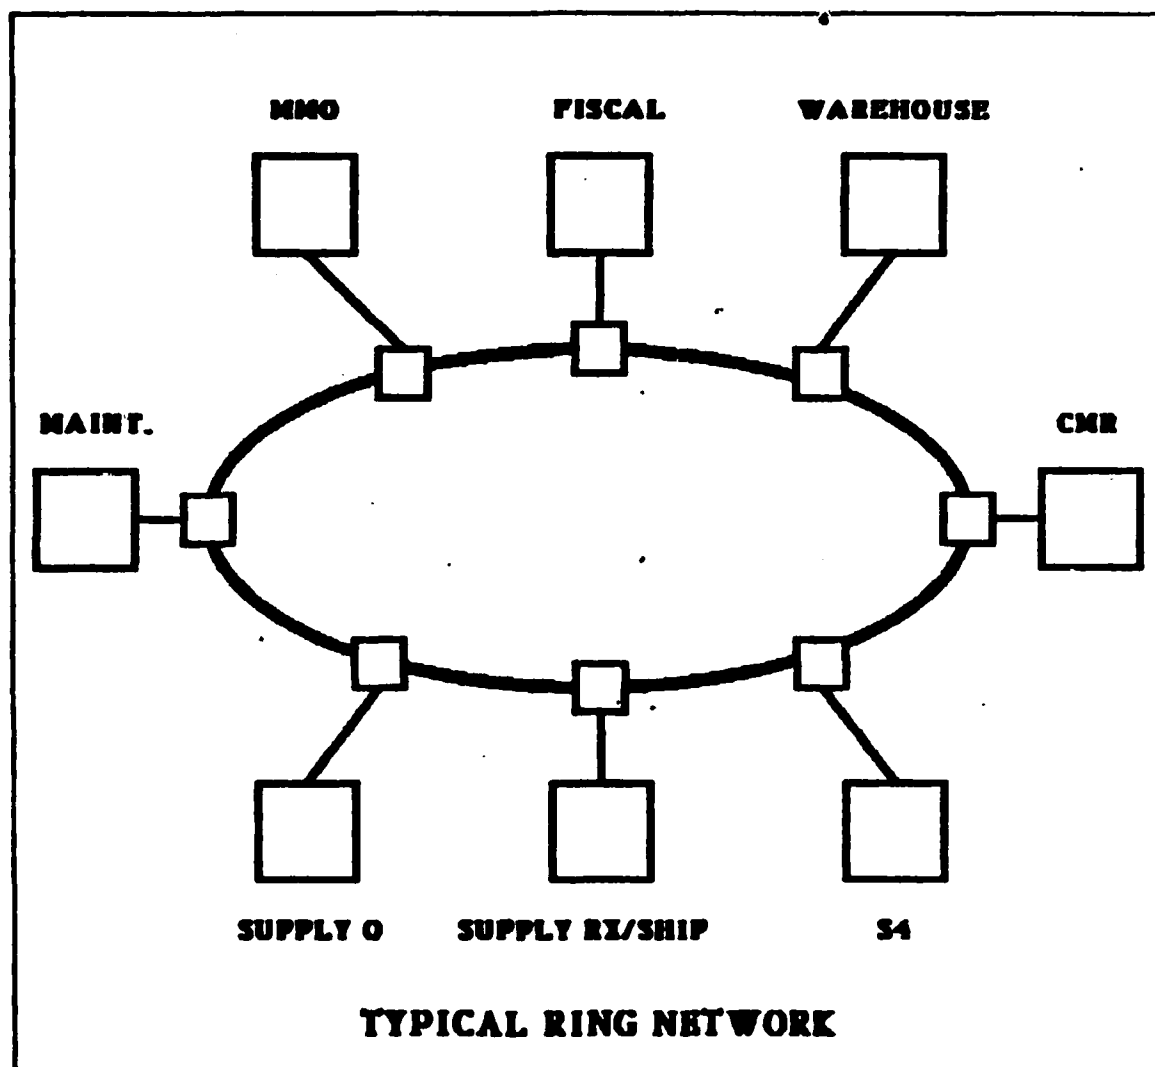 MMO
FISCAL
WAREHOUSE
MAINT.
CMR
SUPPLY O
SUPPLY RX/SHIP
S4
TYPICAL RING NETWORK